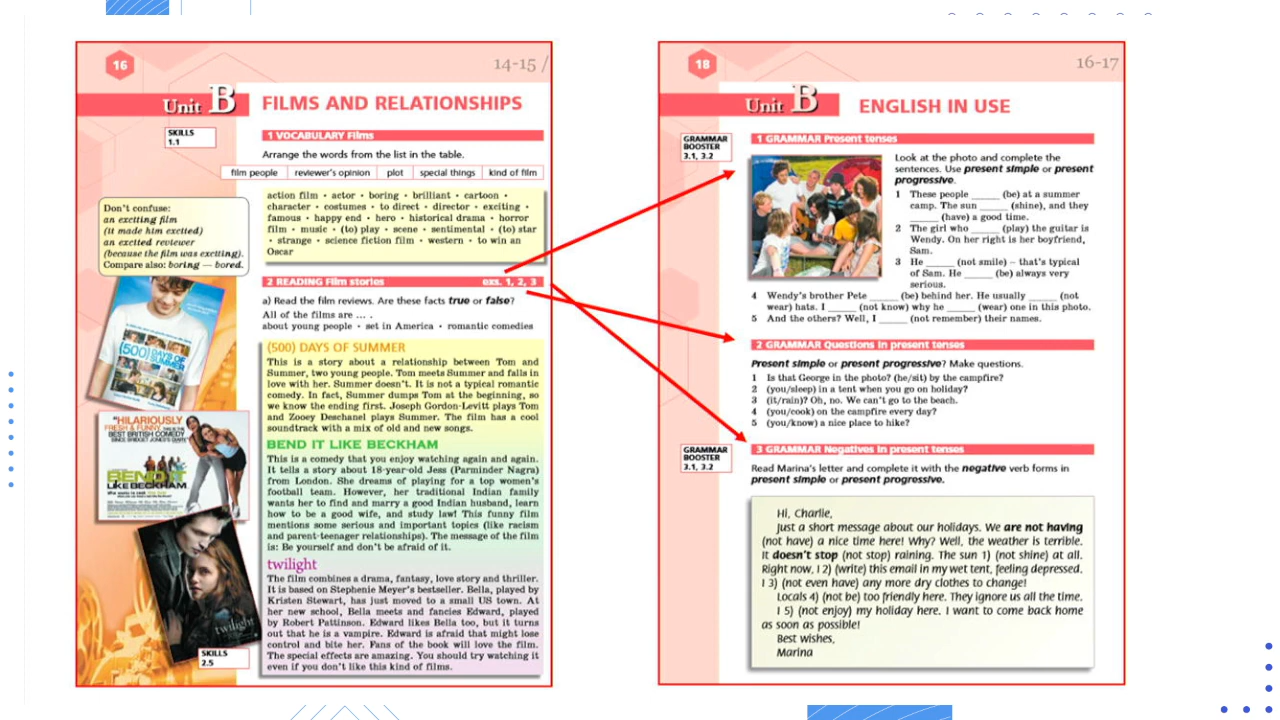 16
14-15 /
Unit B
FILMS AND RELATIONSHIPS
SKILLS
1.1
1 VOCABULARY Films
Arrange the words from the list in the table.
film people
reviewer's opinion
plot
special things
kind of film
action film • actor • boring • brilliant • cartoon •
character • costumes • to direct • director • exciting •
famous • happy end • hero • historical drama • horror
film • music • (to) play • scene • sentimental • (to) star
• strange • science fiction film • western • to win an
Oscar
Don't confuse:
an exciting film
(it made him excited)
an excited reviewer
(because the film was exciting).
Compare also: boring — bored.
2 READING Film stories
exs. 1, 2, 3
a) Read the film reviews. Are these facts true or false?
All of the films are ... .
about young people • set in America • romantic comedies
(500) DAYS OF SUMMER
This is a story about a relationship between Tom and
Summer, two young people. Tom meets Summer and falls in
love with her. Summer doesn't. It is not a typical romantic
comedy. In fact, Summer dumps Tom at the beginning, so
we know the ending first. Joseph Gordon-Levitt plays Tom
and Zooey Deschanel plays Summer. The film has a cool
soundtrack with a mix of old and new songs.
BEND IT LIKE BECKHAM
This is a comedy that you enjoy watching again and again.
It tells a story about 18-year-old Jess (Parminder Nagra)
from London. She dreams of playing for a top women's
football team. However, her traditional Indian family
wants her to find and marry a good Indian husband, learn
how to be a good wife, and study law! This funny film
mentions some serious and important topics (like racism
and parent-teenager relationships). The message of the film
is: Be yourself and don't be afraid of it.
twilight
The film combines a drama, fantasy, love story and thriller.
It is based on Stephenie Meyer's bestseller. Bella, played by
Kristen Stewart, has just moved to a small US town. At
her new school, Bella meets and fancies Edward, played
by Robert Pattinson. Edward likes Bella too, but it turns
out that he is a vampire. Edward is afraid that might lose
control and bite her. Fans of the book will love the film.
The special effects are amazing. You should try watching it
even if you don't like this kind of films.
(500) DAYS OF
SUMMER
"HILARIOUSLY
FRESH & FUNNY
BEST BRITISH COMEDY
SINCE BRIDGET JONES'S DIARY"
BEND IT
LIKE BECKHAM
twilight
SKILLS
2.5
18
16-17
Unit B
ENGLISH IN USE
GRAMMAR
BOOSTER
3.1, 3.2
1 GRAMMAR Present tenses
Look at the photo and complete the
sentences. Use present simple or present
progressive.
1 These people _____ (be) at a summer
camp. The sun _____ (shine), and they
_____ (have) a good time.
2 The girl who _____ (play) the guitar is
Wendy. On her right is her boyfriend,
Sam.
3 He _____ (not smile) – that's typical
of Sam. He _____ (be) always very
serious.
4 Wendy's brother Pete _____ (be) behind her. He usually _____ (not
wear) hats. I _____ (not know) why he _____ (wear) one in this photo.
5 And the others? Well, I _____ (not remember) their names.
2 GRAMMAR Questions in present tenses
Present simple or present progressive? Make questions.
1 Is that George in the photo? (he/sit) by the campfire?
2 (you/sleep) in a tent when you go on holiday?
3 (it/rain)? Oh, no. We can't go to the beach.
4 (you/cook) on the campfire every day?
5 (you/know) a nice place to hike?
GRAMMAR
BOOSTER
3.1, 3.2
3 GRAMMAR Negatives in present tenses
Read Marina's letter and complete it with the negative verb forms in
present simple or present progressive.
Hi, Charlie,
Just a short message about our holidays. We are not having
(not have) a nice time here! Why? Well, the weather is terrible.
It doesn't stop (not stop) raining. The sun 1) (not shine) at all.
Right now, I 2) (write) this email in my wet tent, feeling depressed.
I 3) (not even have) any more dry clothes to change!
Locals 4) (not be) too friendly here. They ignore us all the time.
I 5) (not enjoy) my holiday here. I want to come back home
as soon as possible!
Best wishes,
Marina